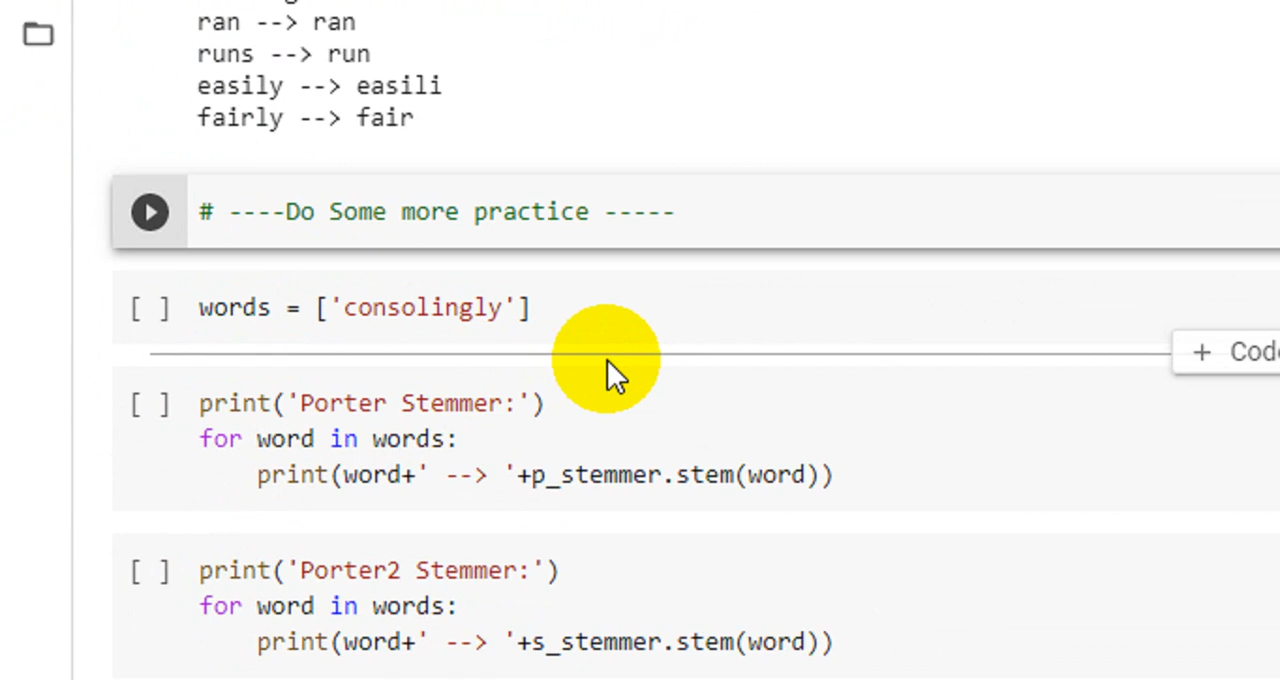 ran --> ran
runs --> run
easily --> easili
fairly --> fair
# ----Do Some more practice -----
[ ] words = ['consolingly']
+ Code
[ ] print('Porter Stemmer:')
for word in words:
print(word+' --> '+p_stemmer.stem(word))
[ ] print('Porter2 Stemmer:')
for word in words:
print(word+' --> '+s_stemmer.stem(word))